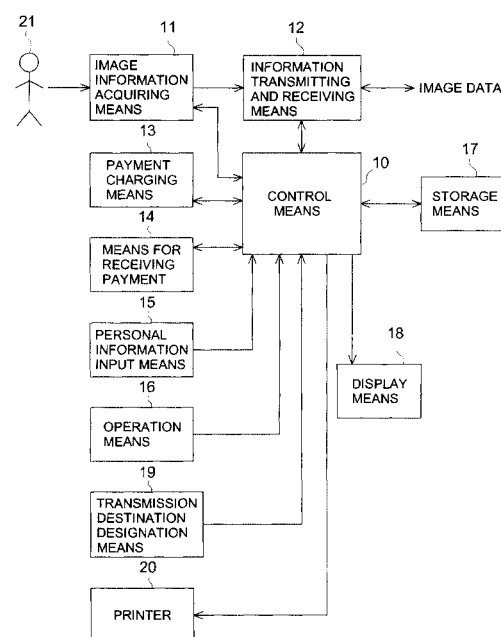 21
11
IMAGE
INFORMATION
ACQUIRING
MEANS
12
INFORMATION
TRANSMITTING
AND RECEIVING
MEANS
IMAGE DATA
13
PAYMENT
CHARGING
MEANS
10
CONTROL
MEANS
17
STORAGE
MEANS
14
MEANS FOR
RECEIVING
PAYMENT
15
PERSONAL
INFORMATION
INPUT MEANS
18
DISPLAY
MEANS
16
OPERATION
MEANS
19
TRANSMISSION
DESTINATION
DESIGNATION
MEANS
20
PRINTER